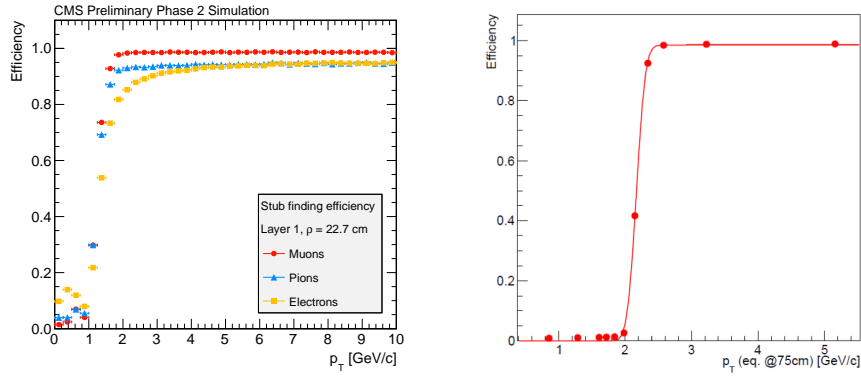 CMS Preliminary Phase 2 Simulation
Efficiency
1.0
0.8
0.6
0.4
0.2
0.0
Stub finding efficiency
Layer 1, ρ = 22.7 cm
Muons
Pions
Electrons
0 1 2 3 4 5 6 7 8 9 10
p_T [GeV/c]
Efficiency
1
0.8
0.6
0.4
0.2
0
1 2 3 4 5
p_T (eq. @75cm) [GeV/c]